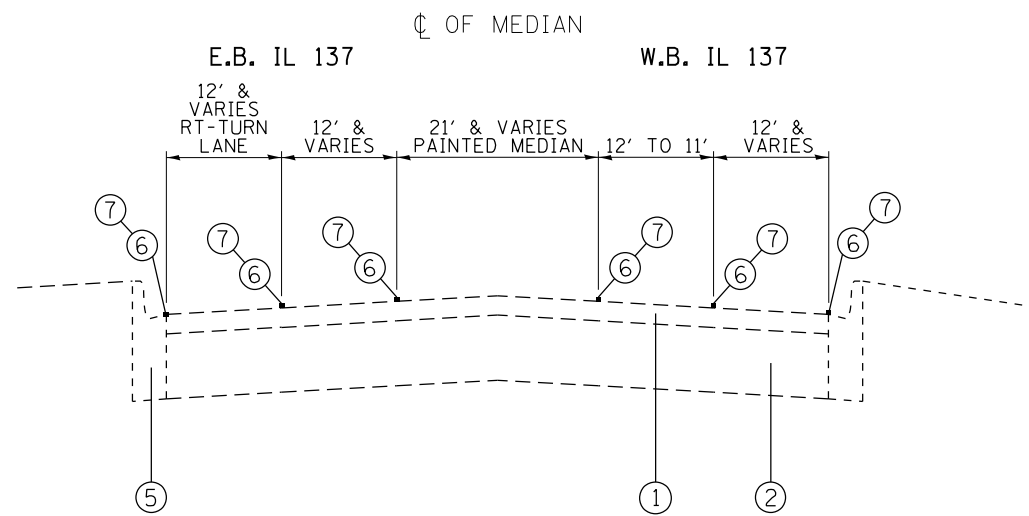 ℄ OF MEDIAN
E.B. IL 137
W.B. IL 137
12' &
VARIES
RT-TURN
LANE
12' &
VARIES
21' & VARIES
PAINTED MEDIAN
12' TO 11'
12' &
VARIES
7
6
7
6
7
6
7
6
7
6
7
6
5
1
2